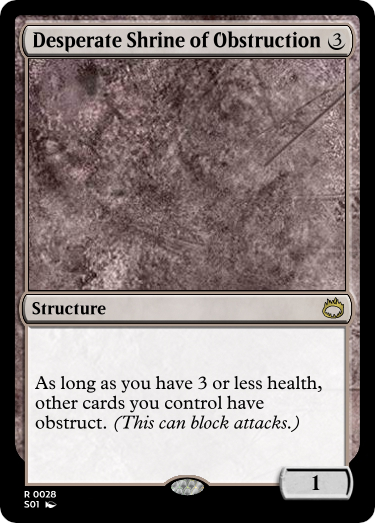 Desperate Shrine of Obstruction 3
Structure
As long as you have 3 or less health,
other cards you control have
obstruct. (This can block attacks.)
1
R 0028
S01